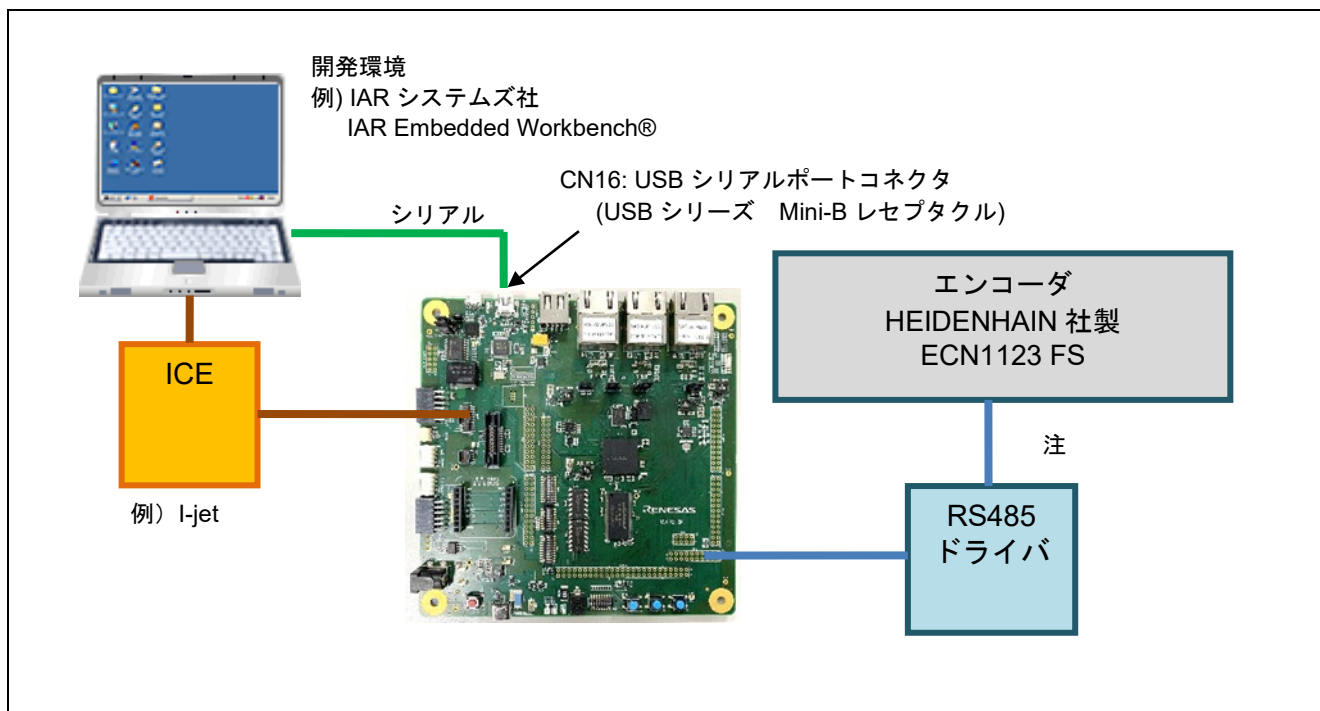 開発環境
例) IAR システムズ社
IAR Embedded Workbench®
CN16: USB シリアルポートコネクタ
(USB シリーズ　Mini-B レセプタクル)
シリアル
エンコーダ
HEIDENHAIN 社製
ECN1123 FS
ICE
注
例）I-jet
RENESAS
RS485
ドライバ